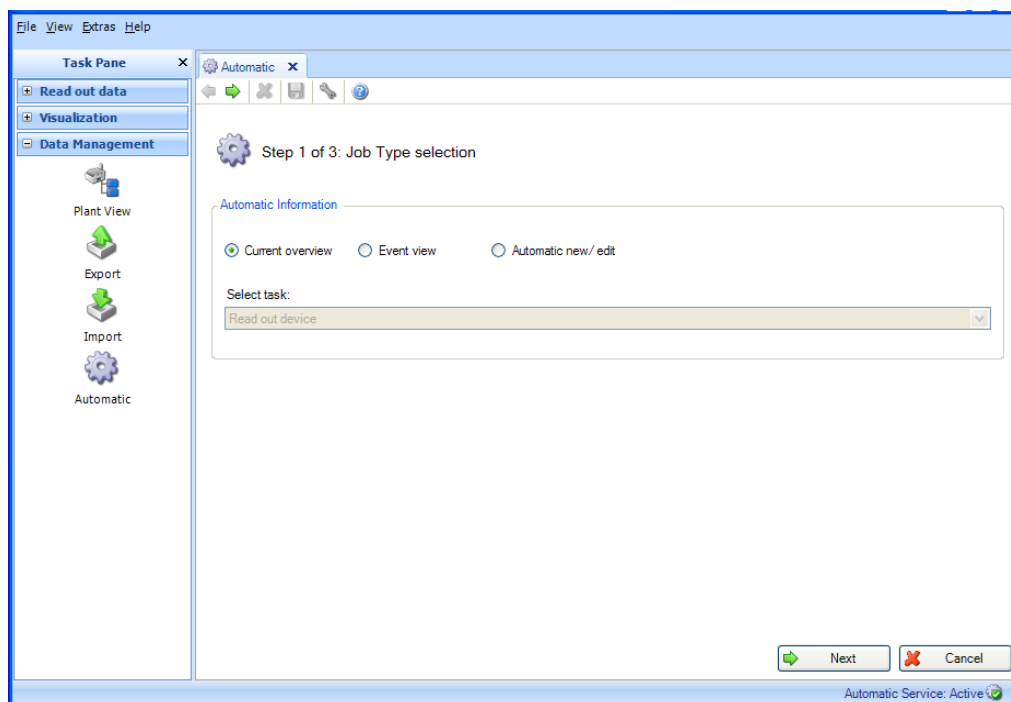 File View Extras Help
Task Pane
Read out data
Visualization
Data Management
Plant View
Export
Import
Automatic
Automatic
Step 1 of 3: Job Type selection
Automatic Information
Current overview Event view Automatic new/ edit
Select task:
Read out device
Next Cancel
Automatic Service: Active